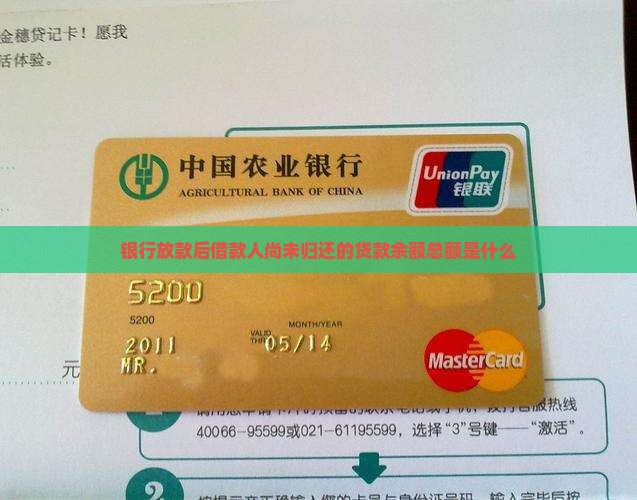 金穗贷记卡！愿我
活体验。
中国农业银行
AGRICULTURAL BANK OF CHINA
UnionPay
银联
银行放款后借款人尚未归还的贷款余额总额是什么
5200
5200
MONTH/YEAR
VALID
THRU
2011
05/14
MR.
MasterCard
元
1
40066-95599或021-61195599，选择“3”号键——“激活”。
2